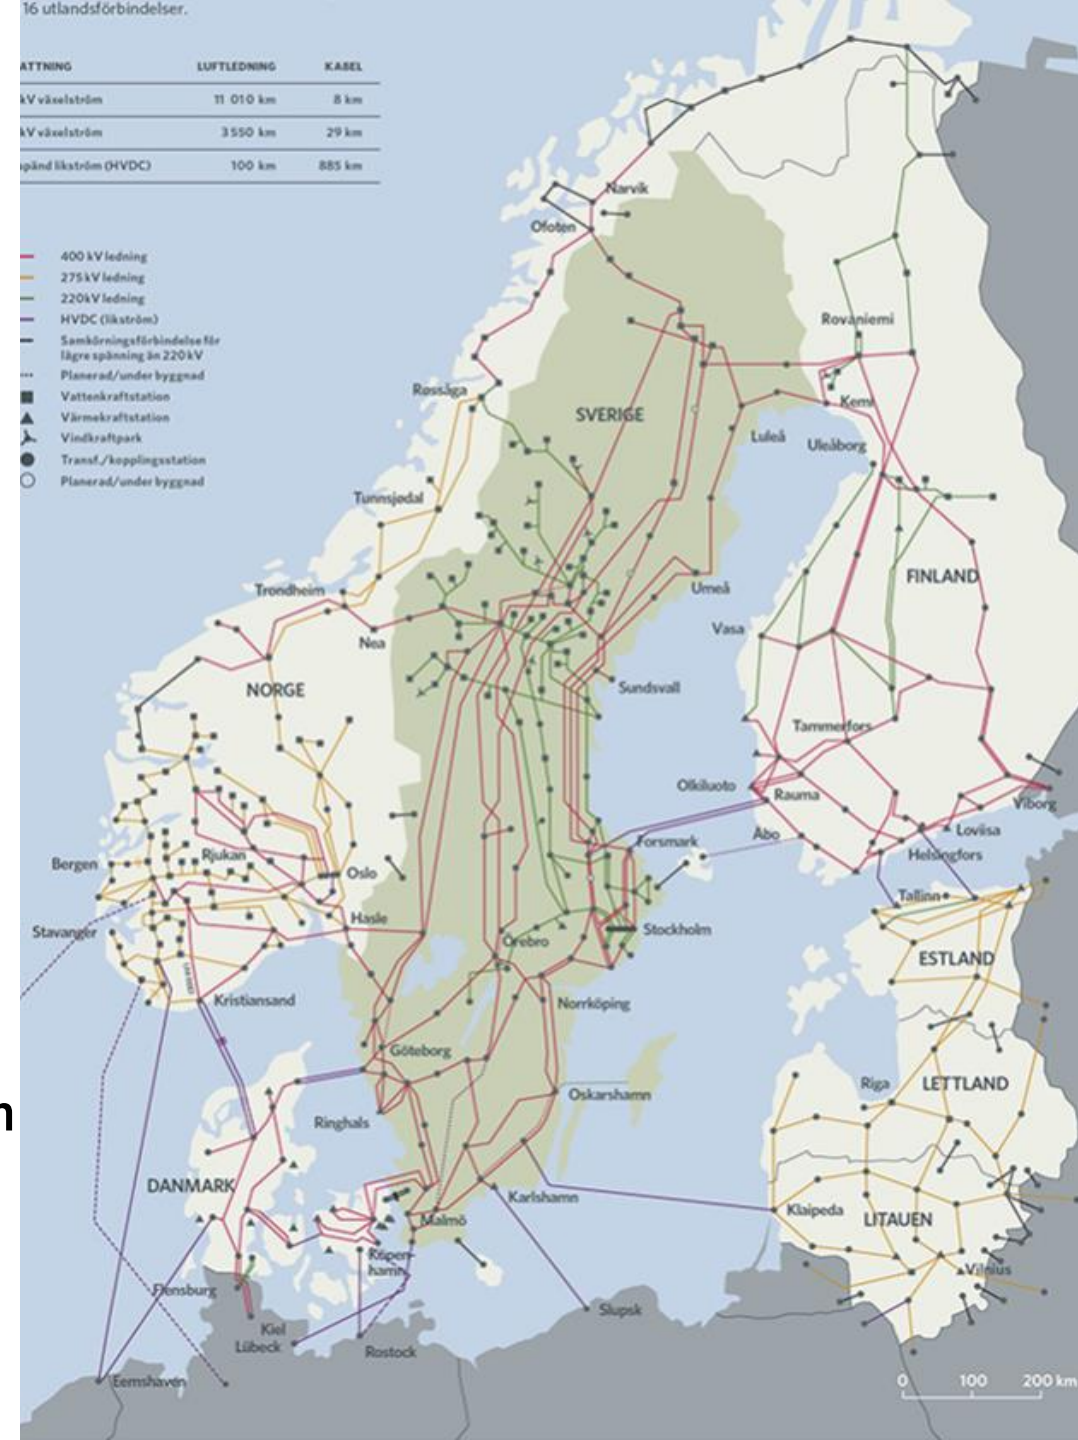 16 utlandsförbindelser.
ATTNING LUFTLEDNING KABEL
kV växelström 11 010 km 8 km
kV växelström 3 550 km 29 km
spänd likström (HVDC) 100 km 885 km
400 kV ledning
275 kV ledning
220kV ledning
HVDC (likström)
Samkörningsförbindelse för
lägre spänning än 220 kV
Planerad/under byggnad
Vattenkraftstation
Värmekraftstation
Vindkraftpark
Transf./kopplingsstation
Planerad/under byggnad
Narvik
Ofoten
Rovaniemi
Røssåga
Kemi
SVERIGE
Luleå
Uleåborg
Tunnsjødal
FINLAND
Trondheim
Umeå
Vasa
Nea
Sundsvall
NORGE
Tammerfors
Olkiluoto
Rauma
Viborg
Åbo
Loviisa
Forsmark
Helsingfors
Bergen
Rjukan
Oslo
Tallinn
Hasle
Stavanger
Stockholm
Örebro
ESTLAND
Kristiansand
Norrköping
Göteborg
Riga
LETTLAND
Oskarshamn
Ringhals
n
DANMARK
Karlshamn
Klaipeda
LITAUEN
Malmö
Köpen-
hamn
Vilnius
Flensburg
Slupsk
Kiel
Lübeck
Rostock
Eemshaven
0 100 200 km